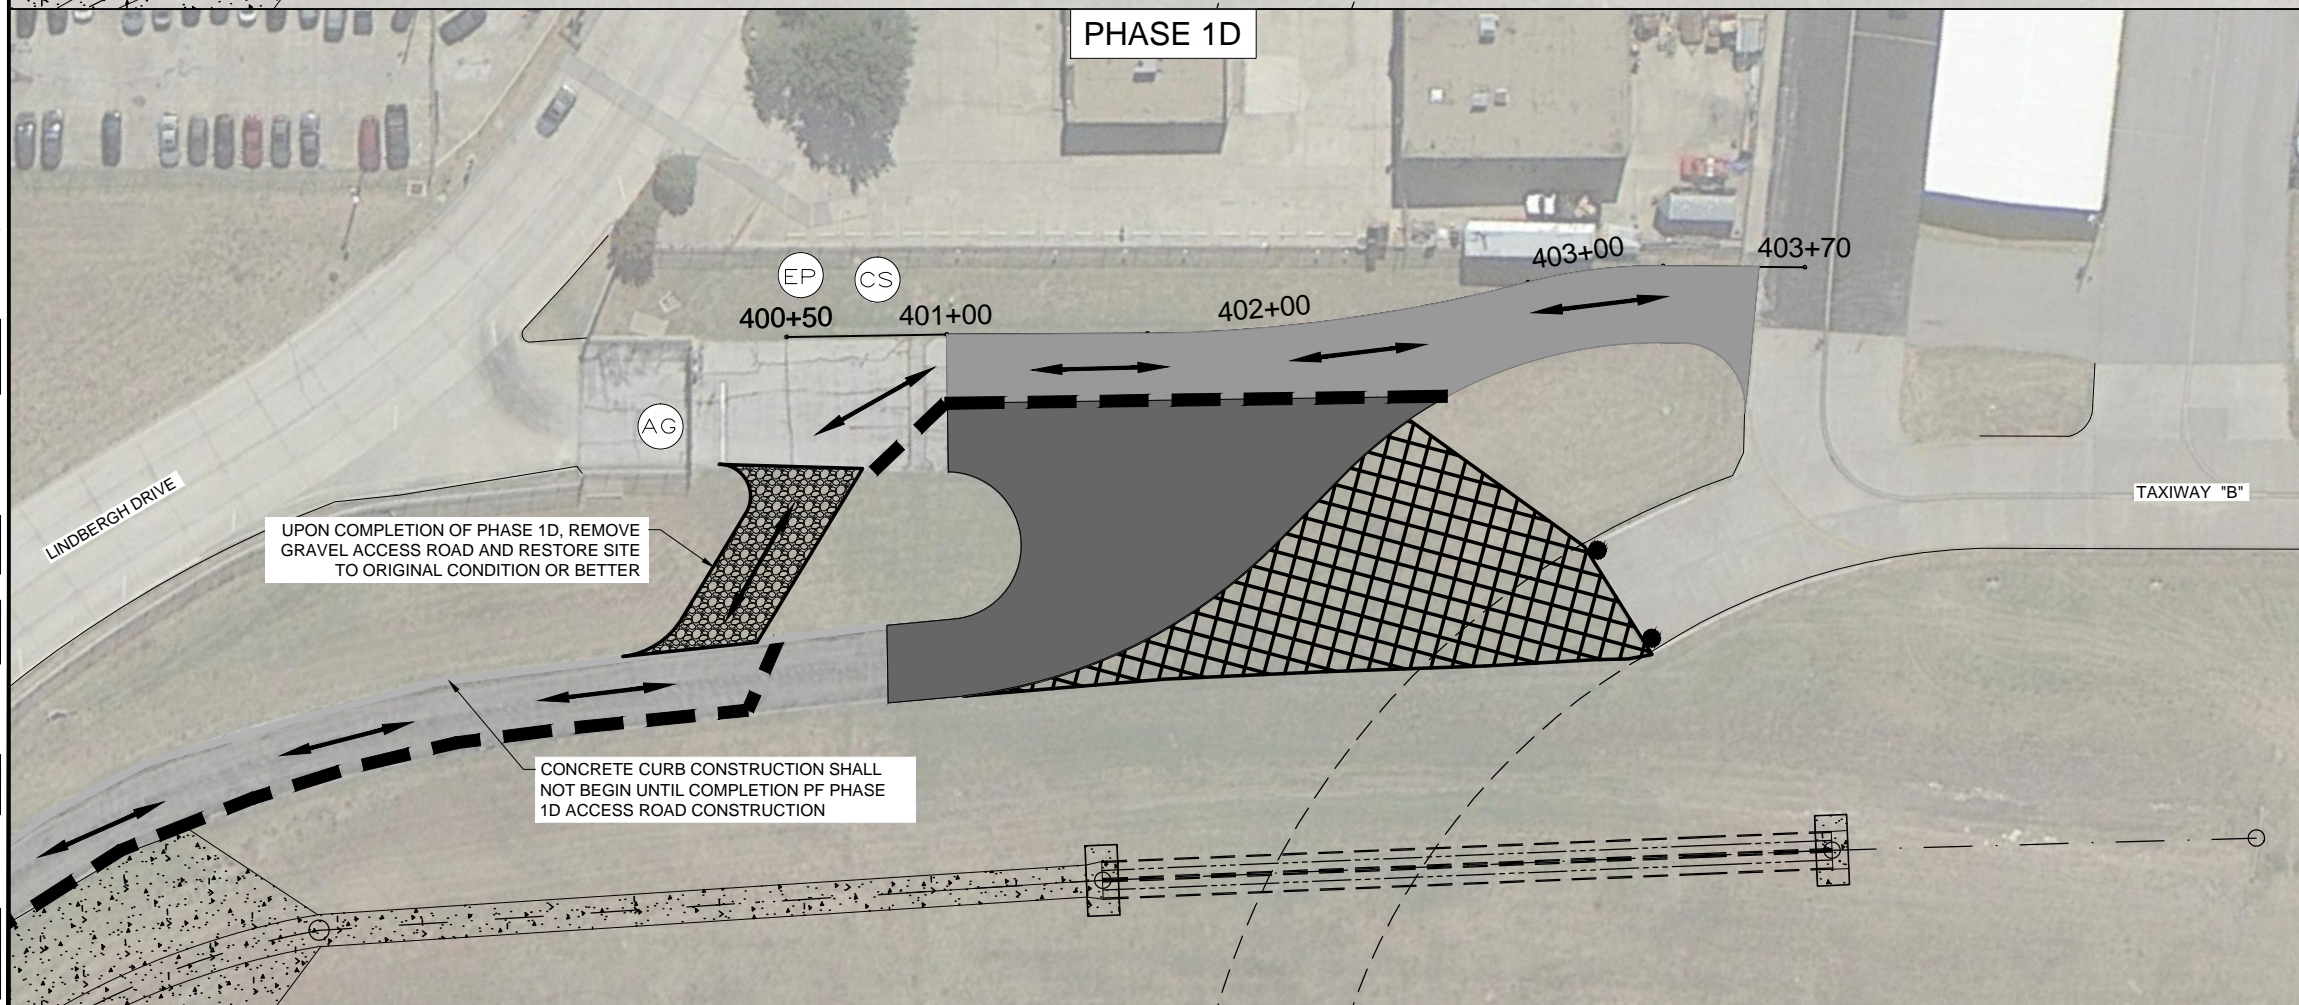 PHASE 1D
403+00
403+70
EP
CS
400+50
401+00
402+00
AG
LINDBERGH DRIVE
TAXIWAY "B"
UPON COMPLETION OF PHASE 1D, REMOVE
GRAVEL ACCESS ROAD AND RESTORE SITE
TO ORIGINAL CONDITION OR BETTER
CONCRETE CURB CONSTRUCTION SHALL
NOT BEGIN UNTIL COMPLETION PF PHASE
1D ACCESS ROAD CONSTRUCTION